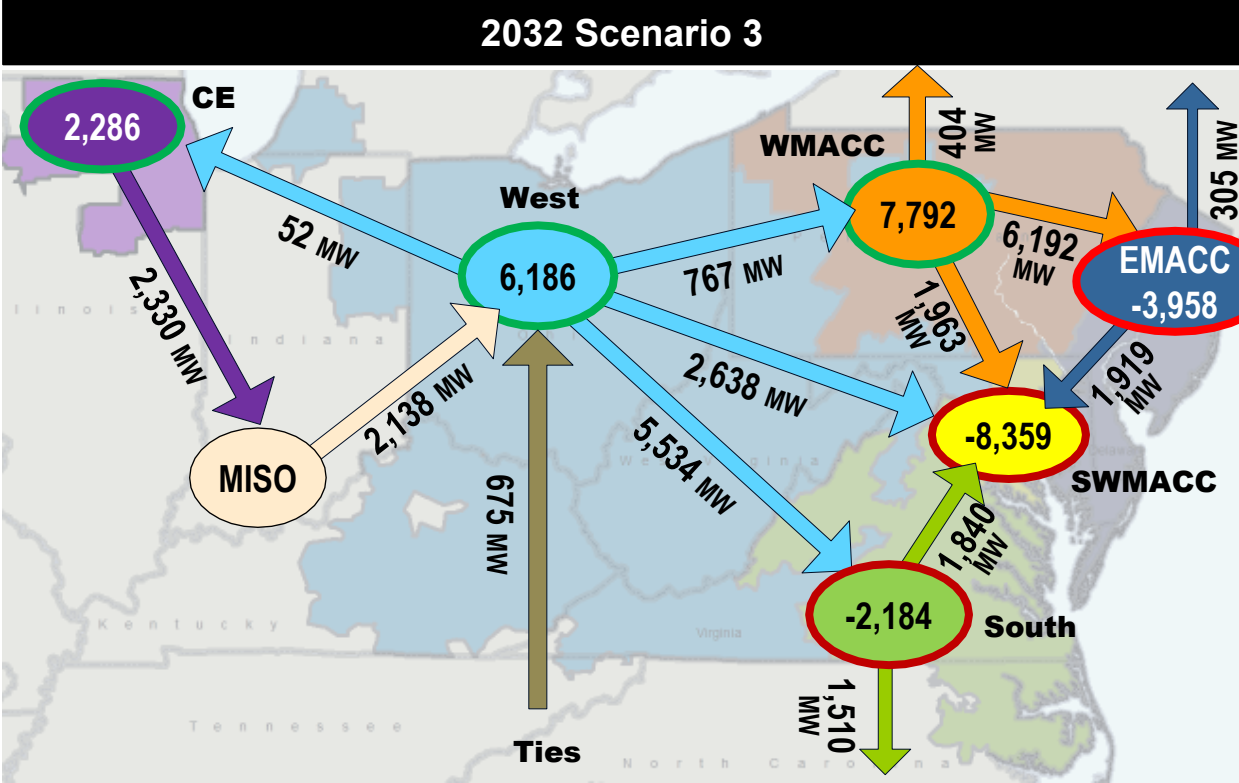 2032 Scenario 3
CE
2,286
WMACC
404
MW
305 MW
West
7,792
52 MW
6,186
767 MW
6,192
MW
EMACC
-3,958
2,330 MW
Illinois
Indiana
1,963
MW
2,638 MW
1,919
MW
2,138 MW
-8,359
MISO
5,534 MW
West Virginia
SWMACC
675 MW
1,840
MW
Kentucky
-2,184
South
Virginia
1,510
MW
Tennessee
Ties
North Carolina